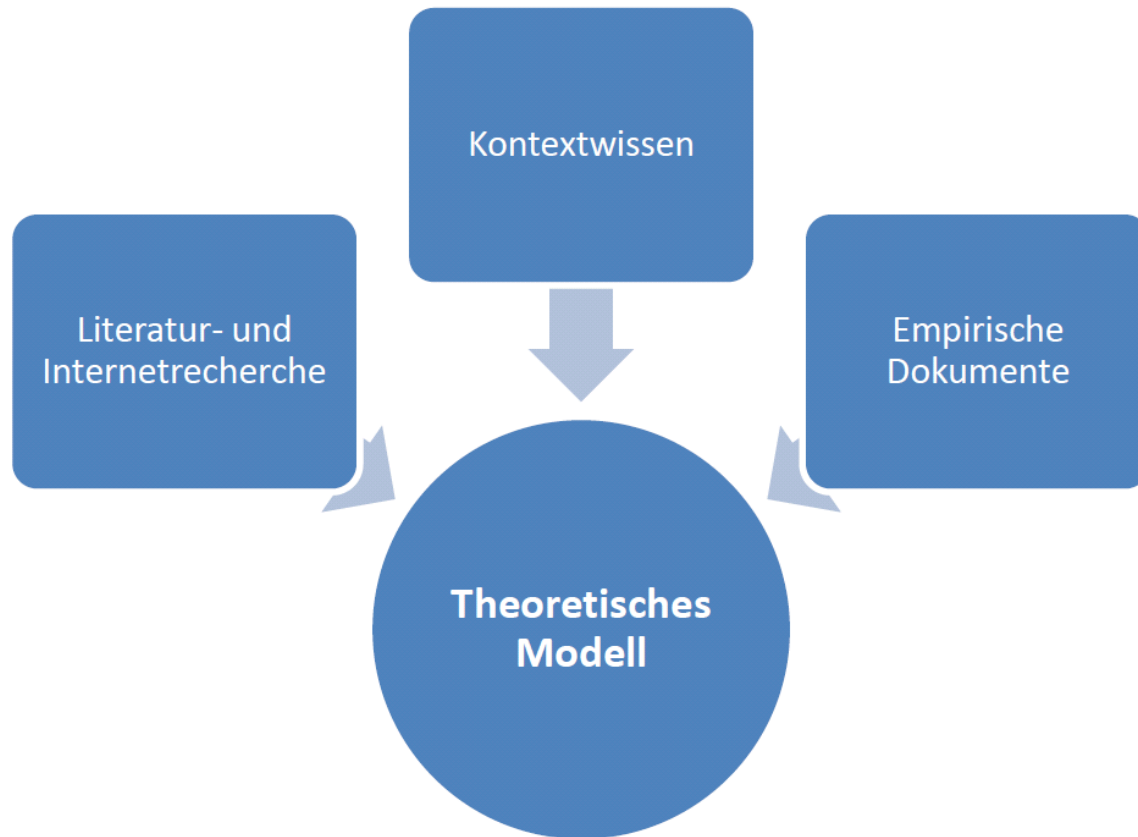 Kontextwissen
Literatur- und
Internetrecherche
Empirische
Dokumente
Theoretisches
Modell